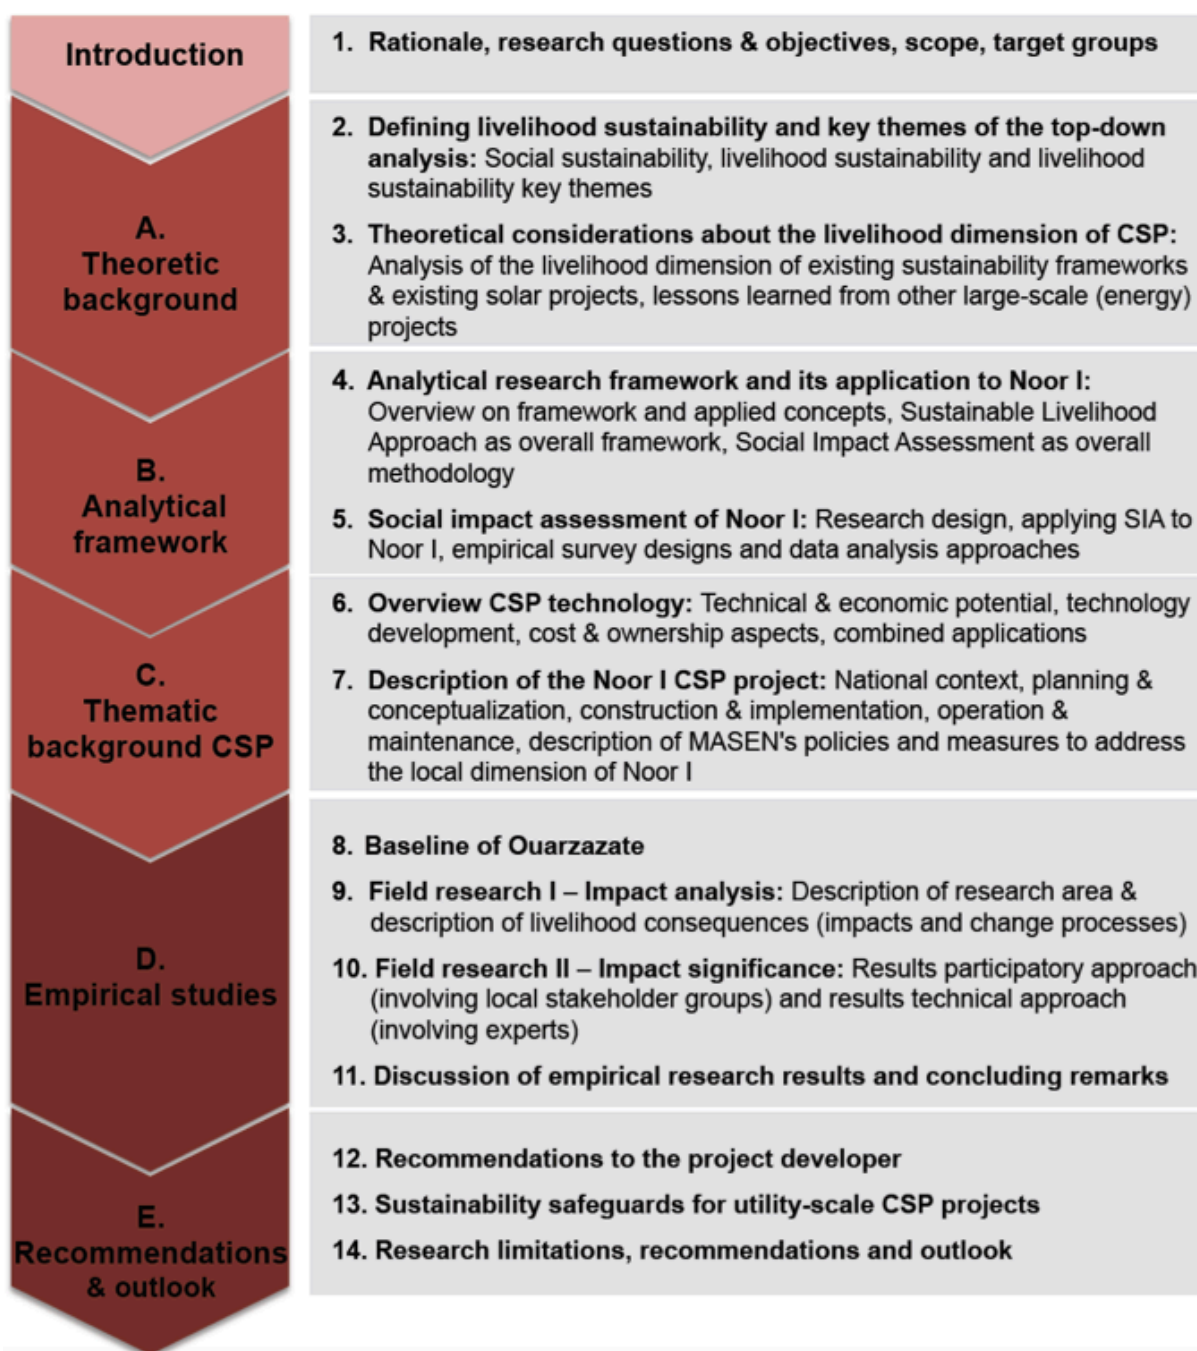 Introduction
1. Rationale, research questions & objectives, scope, target groups
A.
Theoretic
background
2. Defining livelihood sustainability and key themes of the top-down
analysis: Social sustainability, livelihood sustainability and livelihood
sustainability key themes
3. Theoretical considerations about the livelihood dimension of CSP:
Analysis of the livelihood dimension of existing sustainability frameworks
& existing solar projects, lessons learned from other large-scale (energy)
projects
B.
Analytical
framework
4. Analytical research framework and its application to Noor I:
Overview on framework and applied concepts, Sustainable Livelihood
Approach as overall framework, Social Impact Assessment as overall
methodology
5. Social impact assessment of Noor I: Research design, applying SIA to
Noor I, empirical survey designs and data analysis approaches
C.
Thematic
background CSP
6. Overview CSP technology: Technical & economic potential, technology
development, cost & ownership aspects, combined applications
7. Description of the Noor I CSP project: National context, planning &
conceptualization, construction & implementation, operation &
maintenance, description of MASEN's policies and measures to address
the local dimension of Noor I
D.
Empirical studies
8. Baseline of Ouarzazate
9. Field research I – Impact analysis: Description of research area &
description of livelihood consequences (impacts and change processes)
10. Field research II – Impact significance: Results participatory approach
(involving local stakeholder groups) and results technical approach
(involving experts)
11. Discussion of empirical research results and concluding remarks
E.
Recommendations
& outlook
12. Recommendations to the project developer
13. Sustainability safeguards for utility-scale CSP projects
14. Research limitations, recommendations and outlook